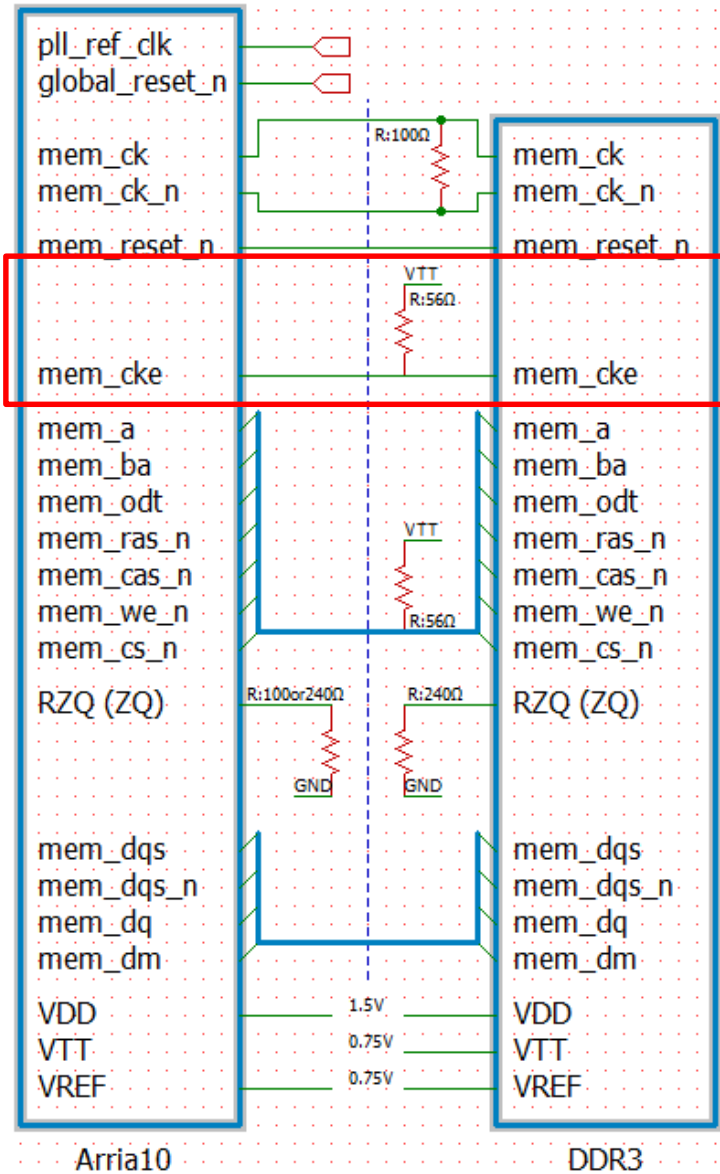 pll_ref_clk
global_reset_n
R:100Ω
mem_ck mem_ck
mem_ck_n mem_ck_n
mem_reset_n mem_reset_n
VTT
R:56Ω
mem_cke mem_cke
mem_a mem_a
mem_ba mem_ba
mem_odt mem_odt
VTT
mem_ras_n mem_ras_n
mem_cas_n mem_cas_n
mem_we_n R:56Ω mem_we_n
mem_cs_n mem_cs_n
RZQ (ZQ) R:100or240Ω R:240Ω RZQ (ZQ)
GND GND
mem_dqs mem_dqs
mem_dqs_n mem_dqs_n
mem_dq mem_dq
mem_dm mem_dm
VDD 1.5V VDD
VTT 0.75V VTT
VREF 0.75V VREF
Arria10 DDR3